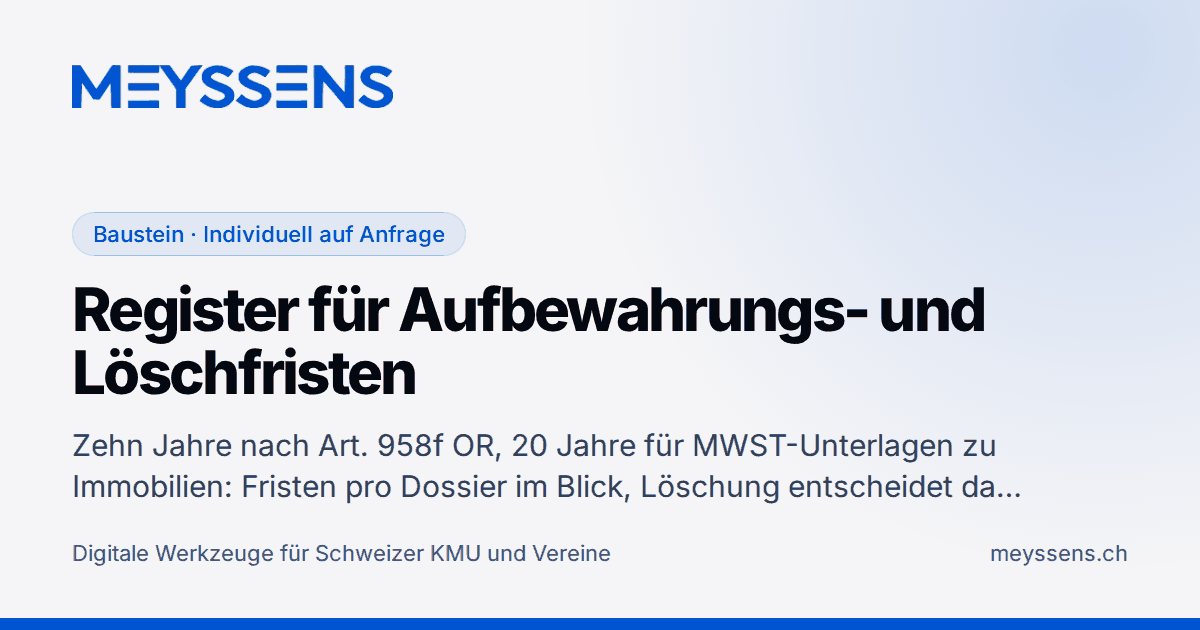 MEYSSENS
Baustein · Individuell auf Anfrage
Register für Aufbewahrungs- und
Löschfristen
Zehn Jahre nach Art. 958f OR, 20 Jahre für MWST-Unterlagen zu
Immobilien: Fristen pro Dossier im Blick, Löschung entscheidet da...
Digitale Werkzeuge für Schweizer KMU und Vereine
meyssens.ch